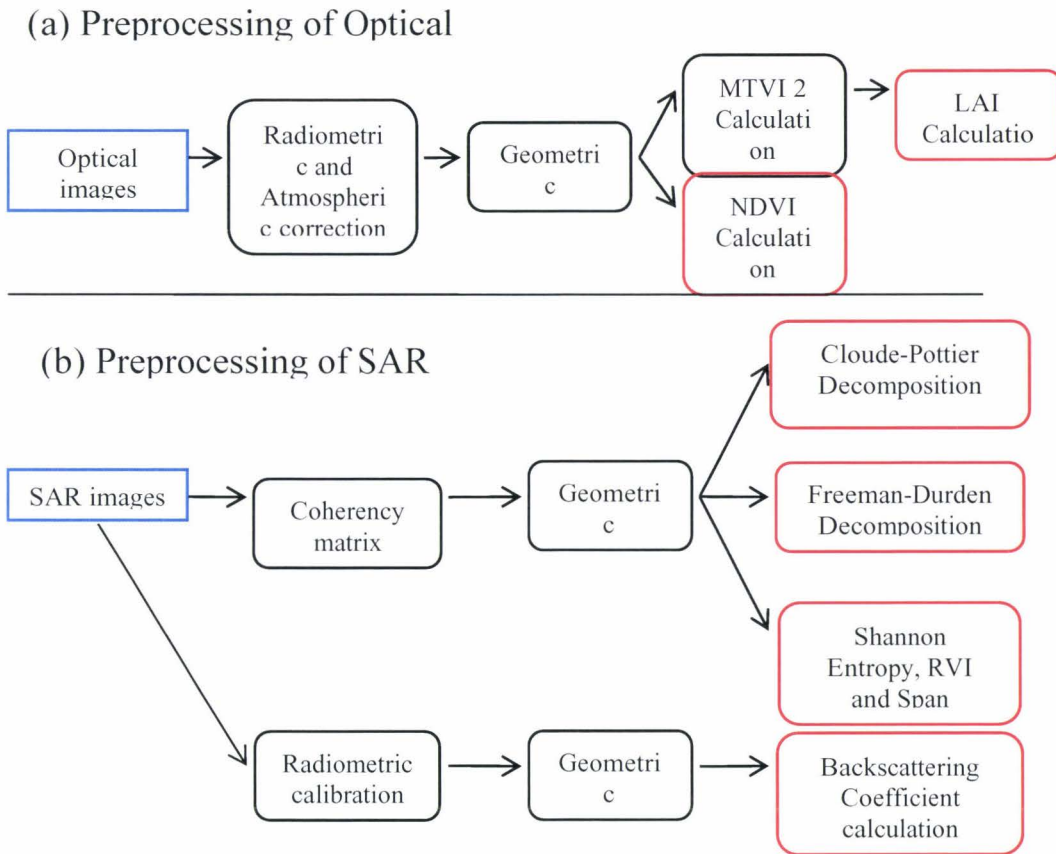 (a) Preprocessing of Optical
Optical
images
Radiometri
c and
Atmospheri
c correction
Geometri
c
MTVI 2
Calculati
on
LAI
Calculatio
NDVI
Calculati
on
(b) Preprocessing of SAR
SAR images
Coherency
matrix
Geometri
c
Cloude-Pottier
Decomposition
Freeman-Durden
Decomposition
Shannon
Entropy, RVI
and Span
Radiometric
calibration
Geometri
c
Backscattering
Coefficient
calculation